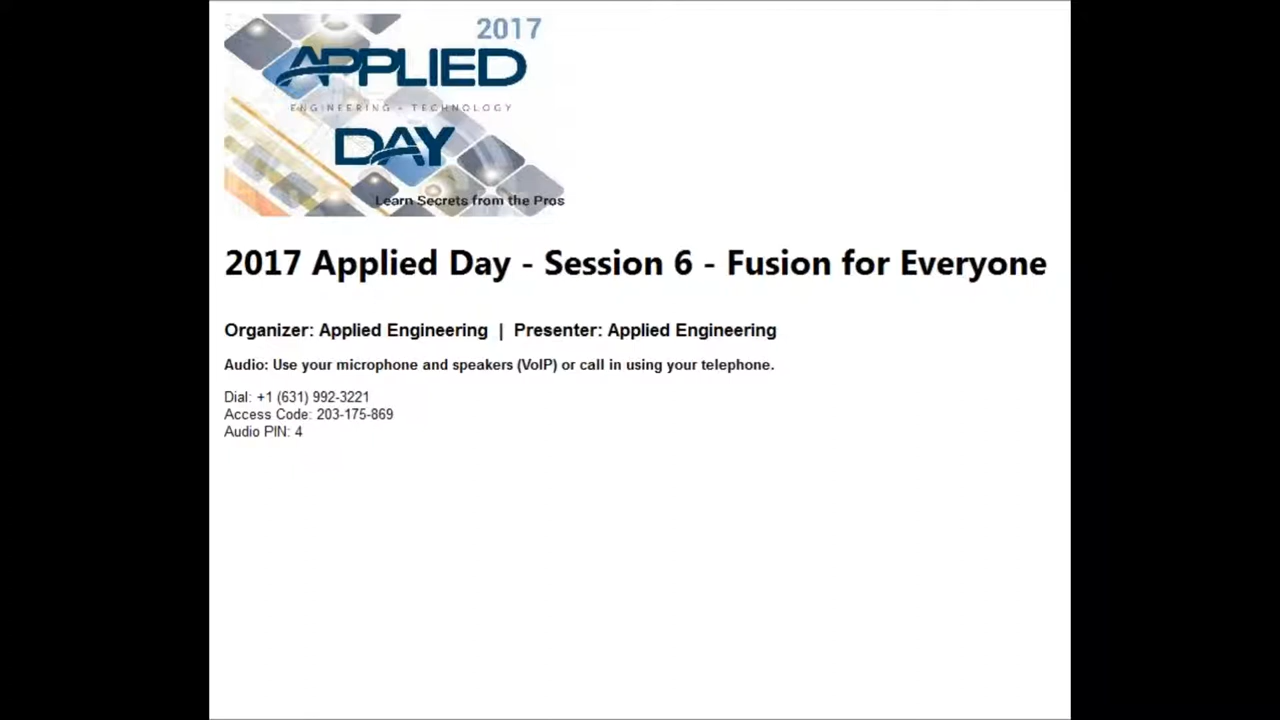 2017
APPLIED
ENGINEERING - TECHNOLOGY
DAY
Learn Secrets from the Pros
2017 Applied Day - Session 6 - Fusion for Everyone
Organizer: Applied Engineering | Presenter: Applied Engineering
Audio: Use your microphone and speakers (VoIP) or call in using your telephone.
Dial: +1 (631) 992-3221
Access Code: 203-175-869
Audio PIN: 4